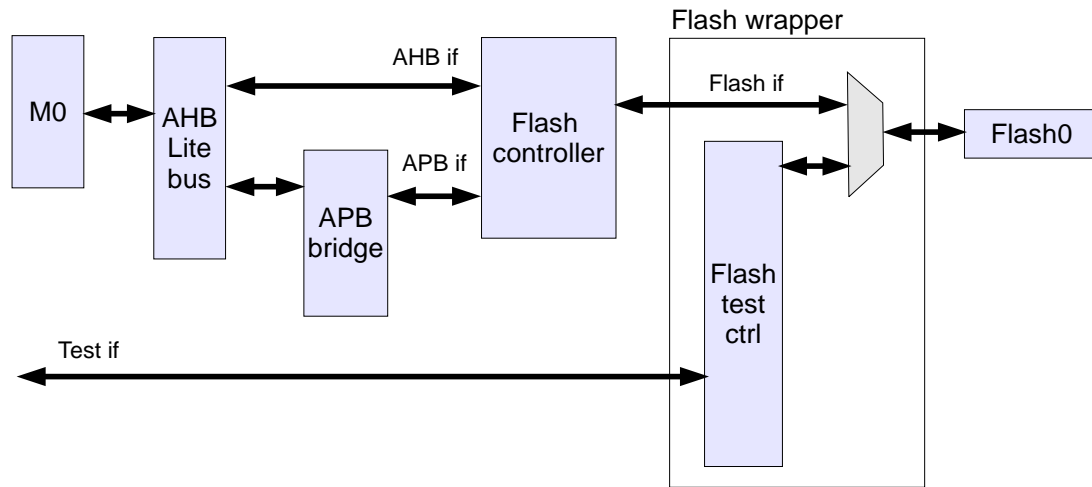 Flash wrapper
M0
AHB
Lite
bus
AHB if
Flash
controller
Flash if
Flash0
APB if
APB
bridge
Flash
test
ctrl
Test if